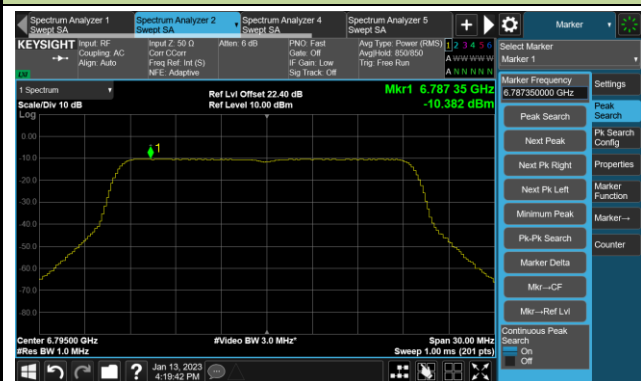 Spectrum Analyzer 1
Swept SA
Spectrum Analyzer 2
Swept SA
Spectrum Analyzer 4
Swept SA
Spectrum Analyzer 5
Swept SA
Marker
KEYSIGHT
Input: RF
Coupling: AC
Align: Auto
Input Z: 50 Ω
Corr CCorr
Freq Ref: Int (S)
NFE: Adaptive
Atten: 6 dB
PNO: Fast
Gate: Off
IF Gain: Low
Sig Track: Off
Avg Type: Power (RMS)
Avg|Hold: 850/850
Trig: Free Run
1 2 3 4 5 6
A W W W W W
A N N N N N
Select Marker
Marker 1
1 Spectrum
Scale/Div 10 dB
Log
Ref Lvl Offset 22.40 dB
Ref Level 10.00 dBm
Mkr1 6.787 35 GHz
-10.382 dBm
1
0.00
-10.0
-20.0
-30.0
-40.0
-50.0
-60.0
-70.0
-80.0
Center 6.79500 GHz
#Res BW 1.0 MHz
#Video BW 3.0 MHz*
Span 30.00 MHz
Sweep 1.00 ms (201 pts)
Marker Frequency
6.787350000 GHz
Peak Search
Next Peak
Next Pk Right
Next Pk Left
Minimum Peak
Pk-Pk Search
Marker Delta
Mkr→CF
Mkr→Ref Lvl
Continuous Peak
Search
On
Off
Settings
Peak
Search
Pk Search
Config
Properties
Marker
Function
Marker→
Counter
Jan 13, 2023
4:19:42 PM